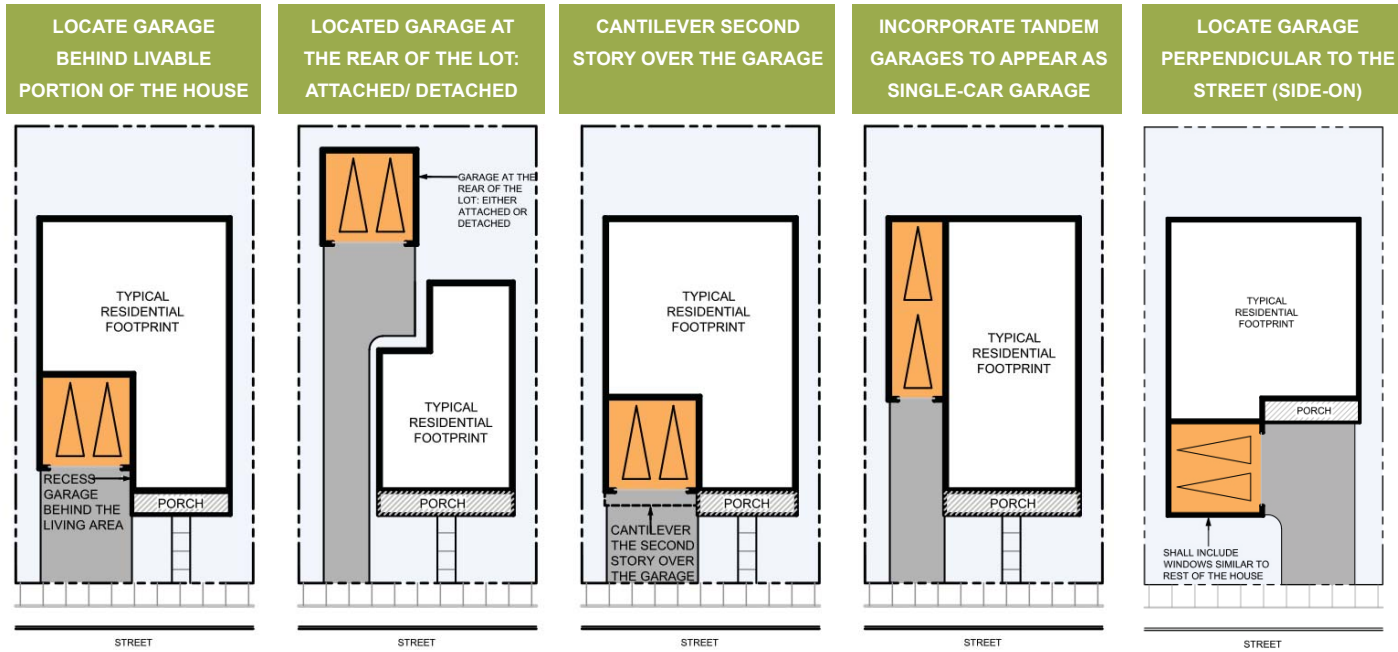 LOCATE GARAGE
BEHIND LIVABLE
PORTION OF THE HOUSE
LOCATED GARAGE AT
THE REAR OF THE LOT:
ATTACHED/ DETACHED
CANTILEVER SECOND
STORY OVER THE GARAGE
INCORPORATE TANDEM
GARAGES TO APPEAR AS
SINGLE-CAR GARAGE
LOCATE GARAGE
PERPENDICULAR TO THE
STREET (SIDE-ON)
TYPICAL
RESIDENTIAL
FOOTPRINT
RECESS
GARAGE
BEHIND THE
LIVING AREA
PORCH
STREET
GARAGE AT THE
REAR OF THE
LOT: EITHER
ATTACHED OR
DETACHED
TYPICAL
RESIDENTIAL
FOOTPRINT
PORCH
STREET
TYPICAL
RESIDENTIAL
FOOTPRINT
PORCH
CANTILEVER
THE SECOND
STORY OVER
THE GARAGE
STREET
TYPICAL
RESIDENTIAL
FOOTPRINT
PORCH
STREET
TYPICAL
RESIDENTIAL
FOOTPRINT
PORCH
SHALL INCLUDE
WINDOWS SIMILAR TO
REST OF THE HOUSE
STREET